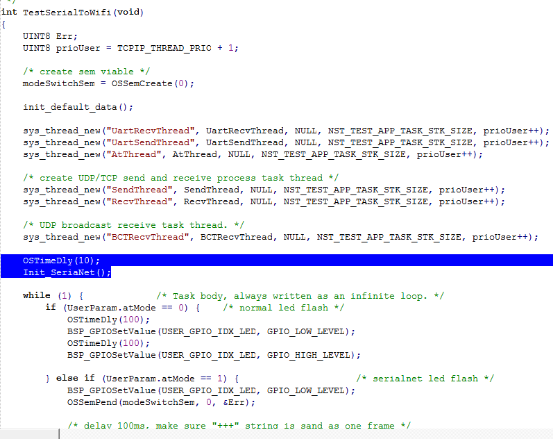 */
int TestSerialToWifi(void)
{
UINT8 Err;
UINT8 prioUser = TCPIP_THREAD_PRIO + 1;
/* create sem viable */
modeSwitchSem = OSSemCreate(0);
init_default_data();
sys_thread_new("UartRecvThread", UartRecvThread, NULL, NST_TEST_APP_TASK_STK_SIZE, prioUser++);
sys_thread_new("UartSendThread", UartSendThread, NULL, NST_TEST_APP_TASK_STK_SIZE, prioUser++);
sys_thread_new("AtThread", AtThread, NULL, NST_TEST_APP_TASK_STK_SIZE, prioUser++);
/* create UDP/TCP send and receive process task thread */
sys_thread_new("SendThread", SendThread, NULL, NST_TEST_APP_TASK_STK_SIZE, prioUser++);
sys_thread_new("RecvThread", RecvThread, NULL, NST_TEST_APP_TASK_STK_SIZE, prioUser++);
/* UDP broadcast receive task thread. */
sys_thread_new("BCTRecvThread", BCTRecvThread, NULL, NST_TEST_APP_TASK_STK_SIZE, prioUser++);
OSTimeDly(10);
Init_SeriaNet();
while (1) { /* Task body, always written as an infinite loop. */
if (UserParam.atMode == 0) { /* normal led flash */
OSTimeDly(100);
BSP_GPIOSetValue(USER_GPIO_IDX_LED, GPIO_LOW_LEVEL);
OSTimeDly(100);
BSP_GPIOSetValue(USER_GPIO_IDX_LED, GPIO_HIGH_LEVEL);
} else if (UserParam.atMode == 1) { /* serialnet led flash */
BSP_GPIOSetValue(USER_GPIO_IDX_LED, GPIO_LOW_LEVEL);
OSSemPend(modeSwitchSem, 0, &Err);
/* delay 100ms, make sure "+++" string is sand as one frame */